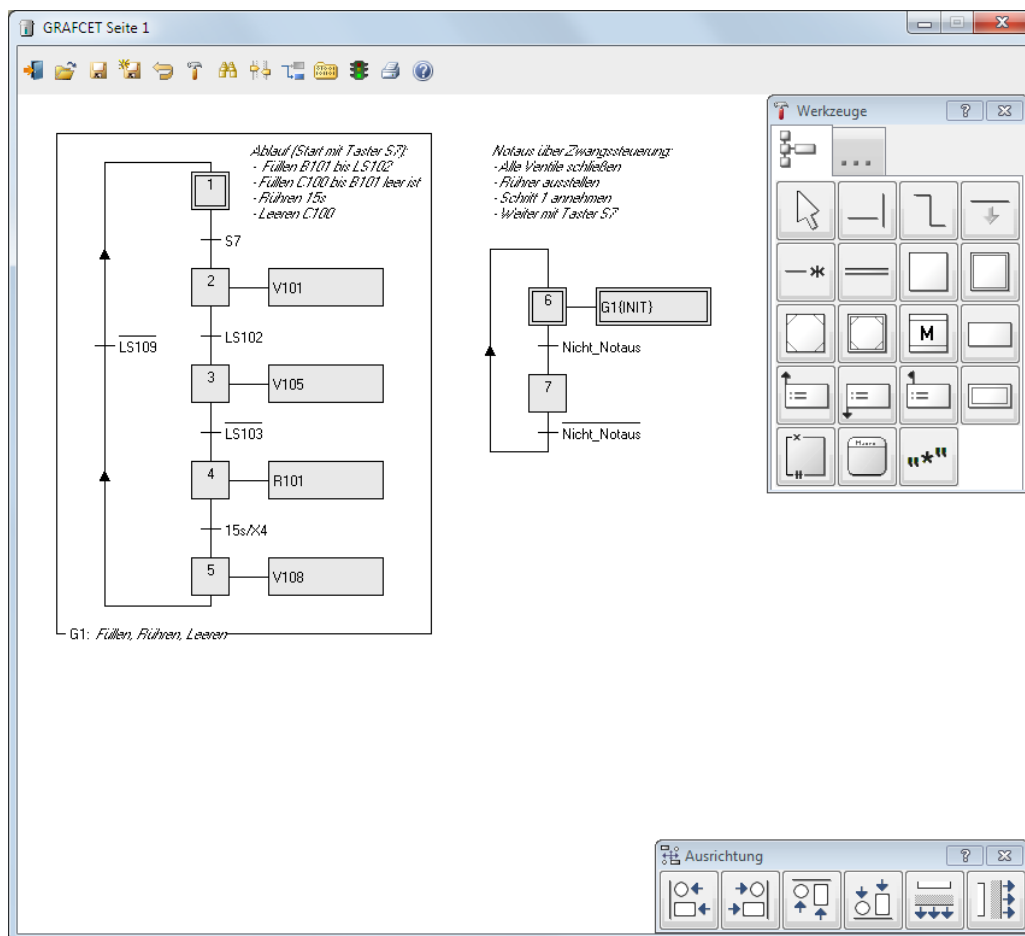 GRAFCET Seite 1
Ablauf (Start mit Taster S7):
- Füllen B101 bis LS102
- Füllen C100 bis B101 leer ist
- Rühren 15s
- Leeren C100
1
S7
2
V101
LS102
LS109
3
V105
LS103
4
R101
15s/X4
5
V108
G1: Füllen, Rühren, Leeren
Notaus über Zwangssteuerung:
- Alle Ventile schließen
- Rührer ausstellen
- Schritt 1 annehmen
- Weiter mit Taster S7
6
G1{INIT}
Nicht_Notaus
7
Nicht_Notaus
Werkzeuge
...
M
:=
:=
:=
"*"
Ausrichtung